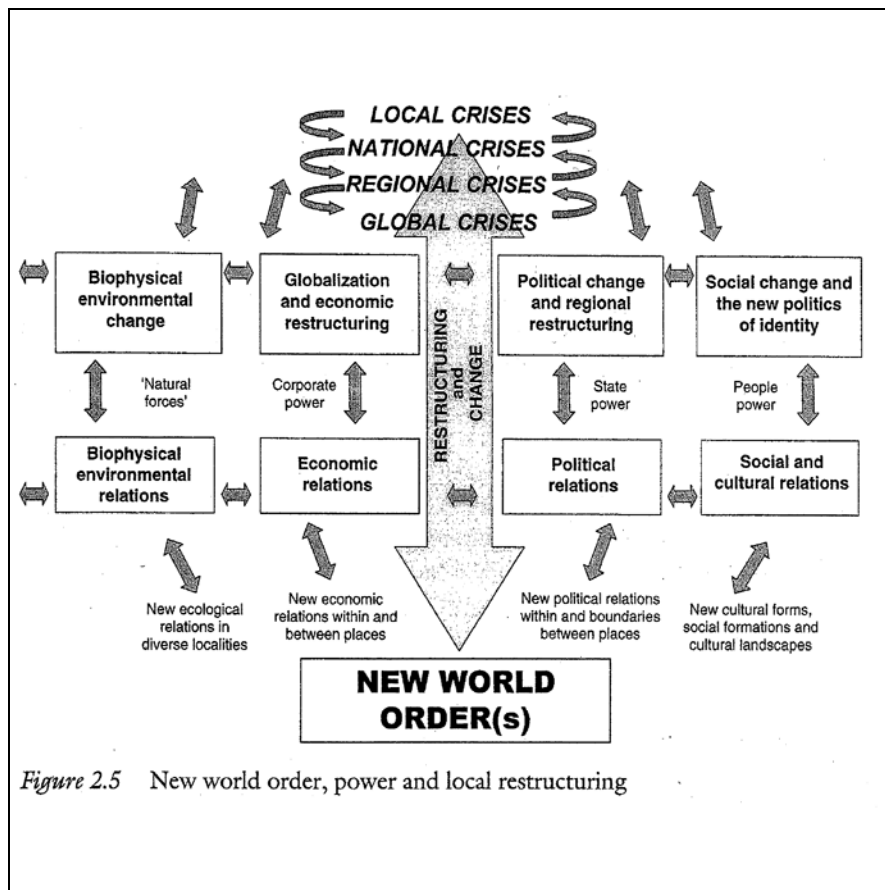 LOCAL CRISES
NATIONAL CRISES
REGIONAL CRISES
GLOBAL CRISES
Biophysical
environmental
change
Globalization
and economic
restructuring
Political change
and regional
restructuring
Social change and
the new politics
of identity
RESTRUCTURING
and
CHANGE
'Natural
forces'
Corporate
power
State
power
People
power
Biophysical
environmental
relations
Economic
relations
Political
relations
Social and
cultural relations
New ecological
relations in
diverse localities
New economic
relations within and
between places
New political relations
within and boundaries
between places
New cultural forms,
social formations and
cultural landscapes
NEW WORLD
ORDER(s)
Figure 2.5 New world order, power and local restructuring